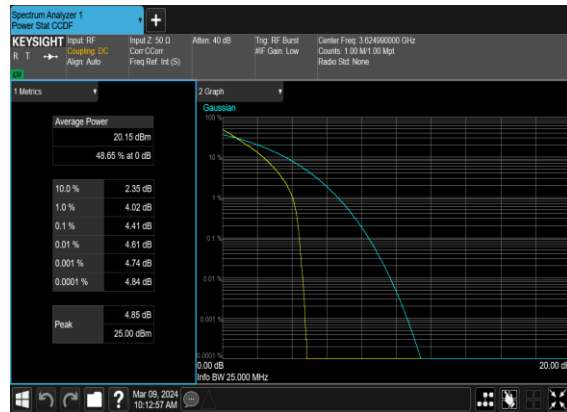 Spectrum Analyzer 1
Power Stat CCDF
KEYSIGHT
R T
LW
Input: RF
Coupling: DC
Align: Auto
Input Z: 50 Ω
Corr CCorr
Freq Ref: Int (S)
Atten: 40 dB
Trig: RF Burst
#IF Gain: Low
Center Freq: 3.624990000 GHz
Counts: 1.00 M/1.00 Mpt
Radio Std: None
1 Metrics
Average Power
20.15 dBm
48.65 % at 0 dB
10.0 % 2.35 dB
1.0 % 4.02 dB
0.1 % 4.41 dB
0.01 % 4.61 dB
0.001 % 4.74 dB
0.0001 % 4.84 dB
Peak
4.85 dB
25.00 dBm
2 Graph
Gaussian
100 %
10 %
1 %
0.1 %
0.01 %
0.001 %
0.0001 %
0.00 dB
20.00 dB
Info BW 25.000 MHz
?
Mar 09, 2024
10:12:57 AM